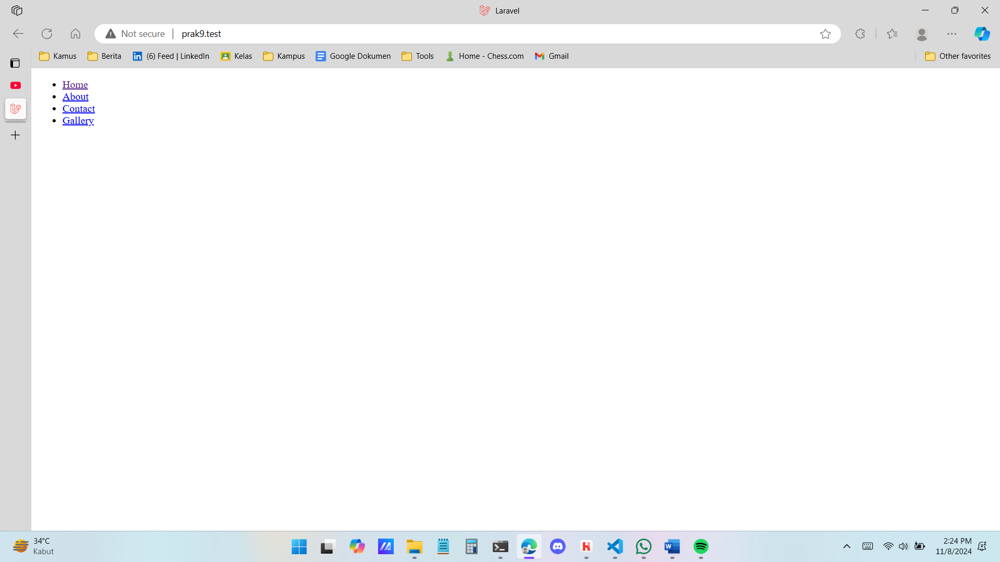 Laravel
Not secure prak9.test
Kamus Berita (6) Feed | LinkedIn Kelas Kampus Google Dokumen Tools Home - Chess.com Gmail Other favorites
Home
About
Contact
Gallery
34°C
Kabut
2:24 PM
11/8/2024